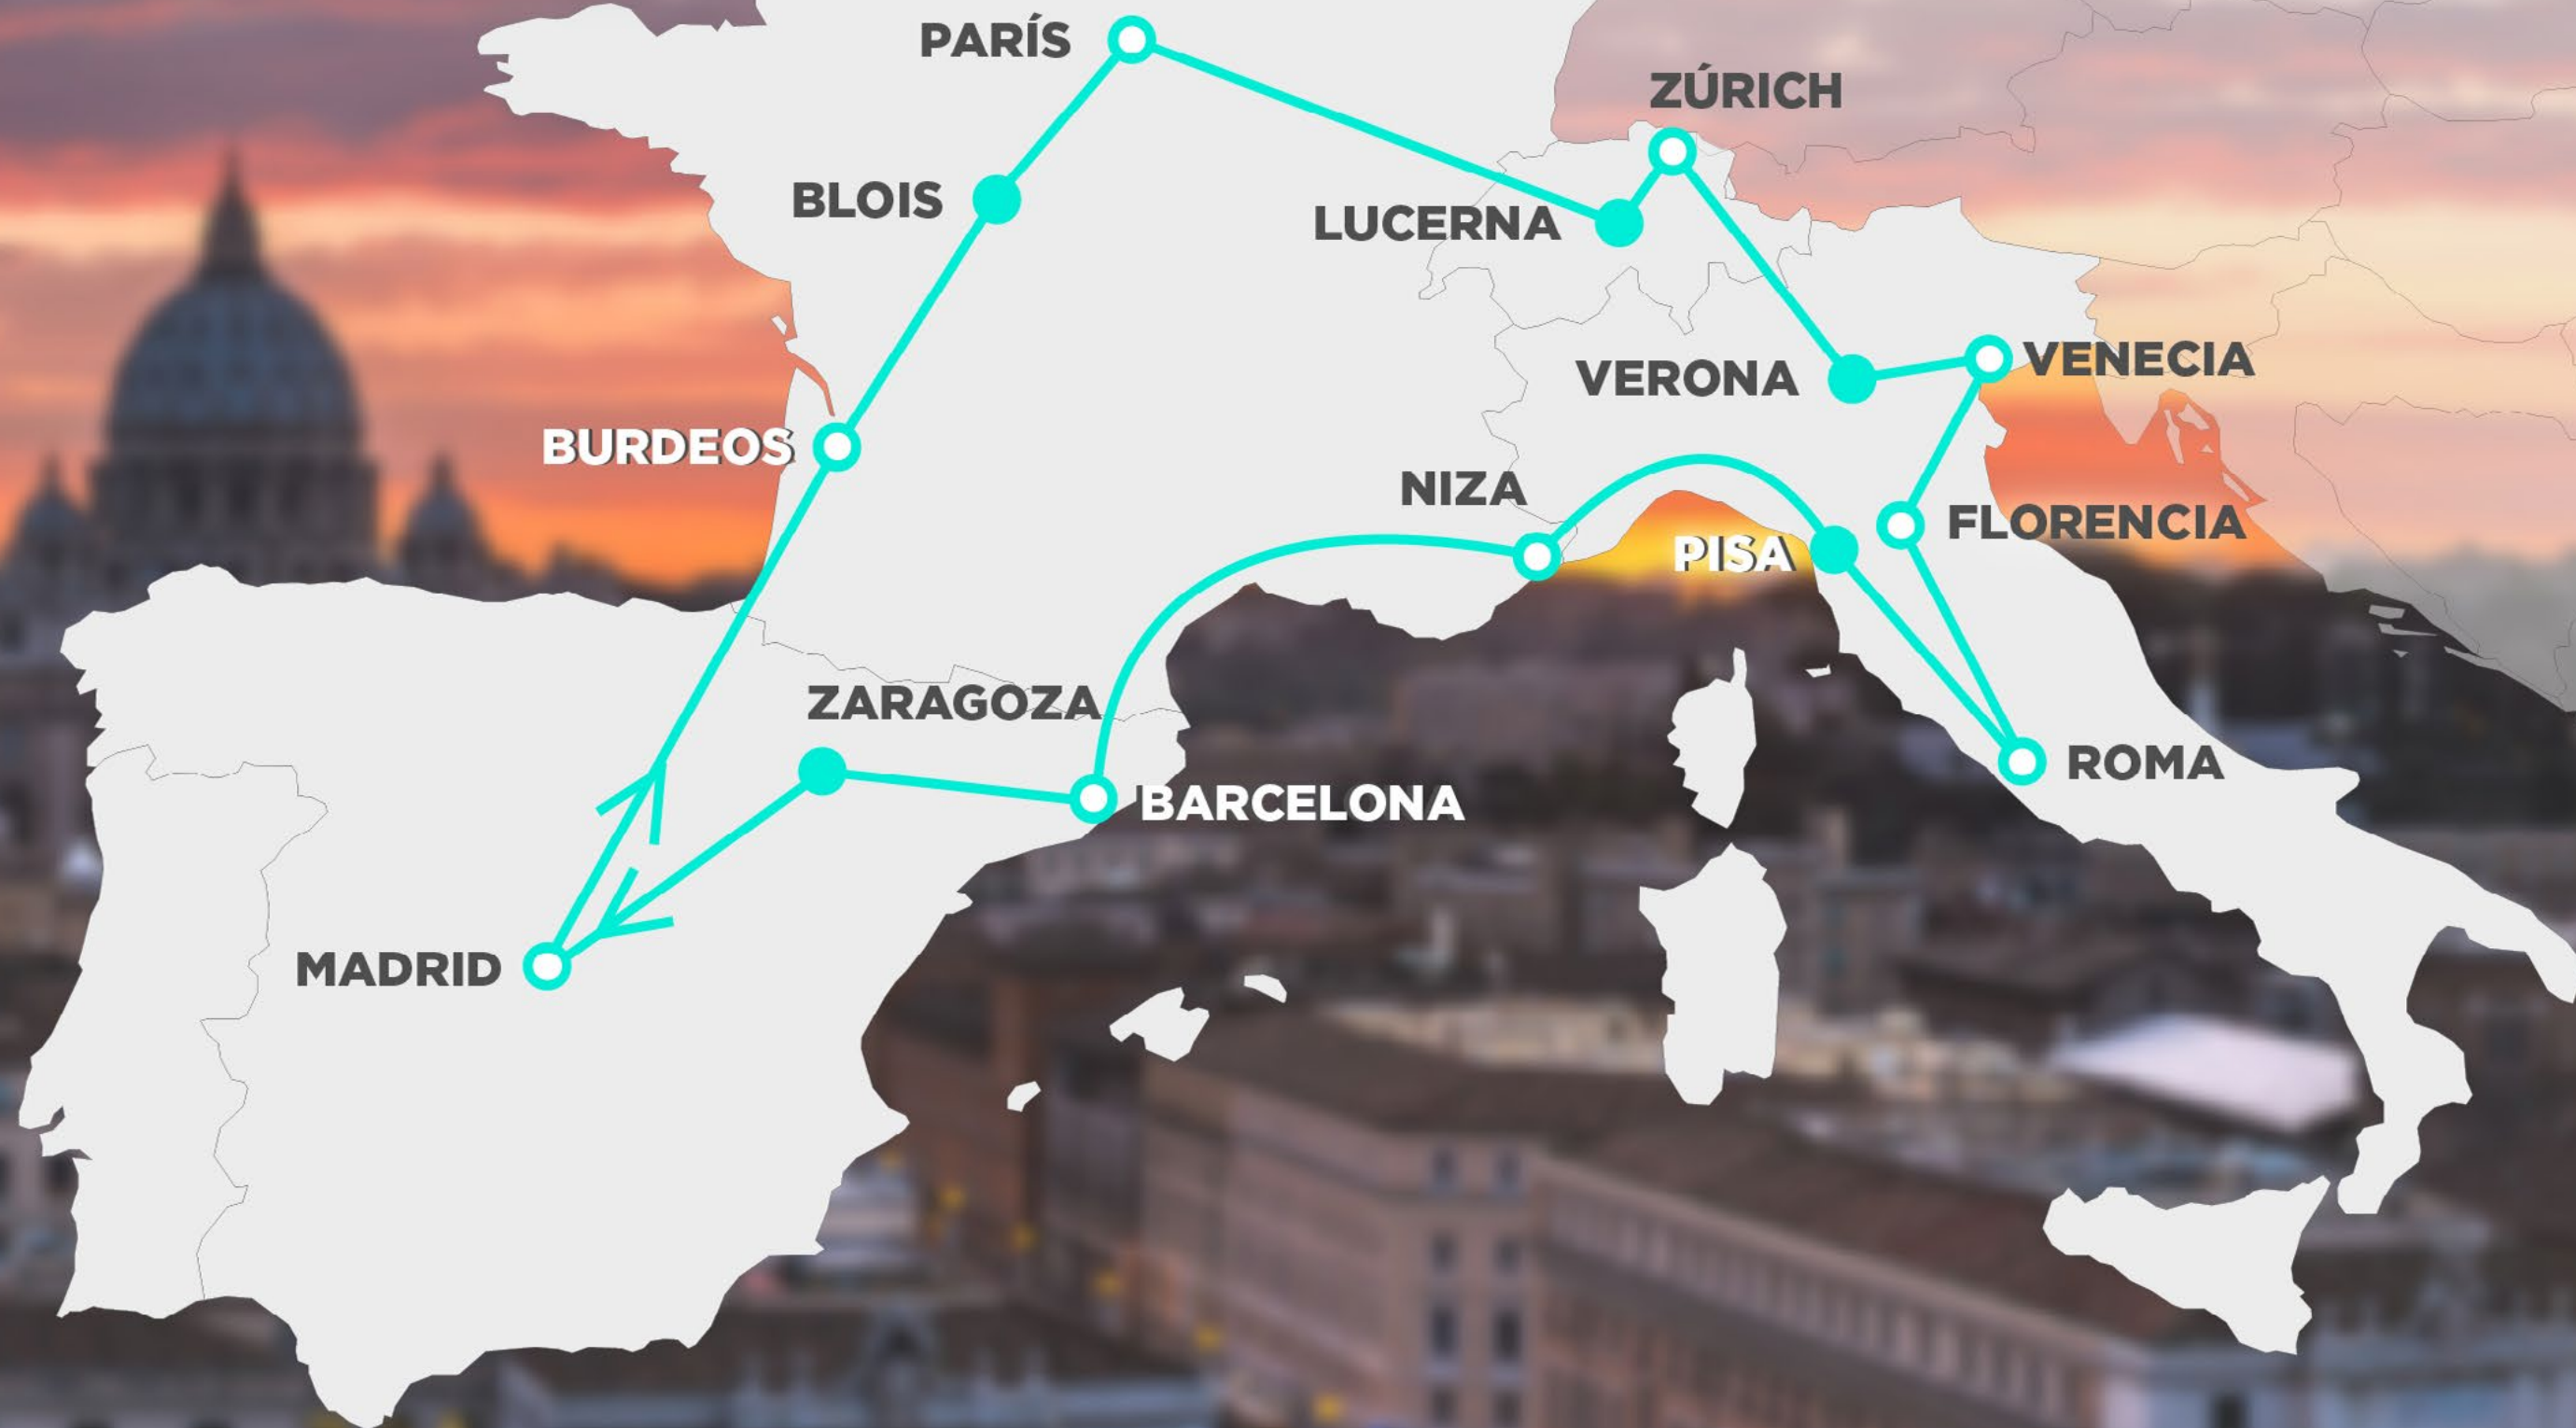 PARÍS
ZÚRICH
BLOIS
LUCERNA
VENECIA
VERONA
BURDEOS
NIZA
FLORENCIA
PISA
ZARAGOZA
ROMA
BARCELONA
MADRID